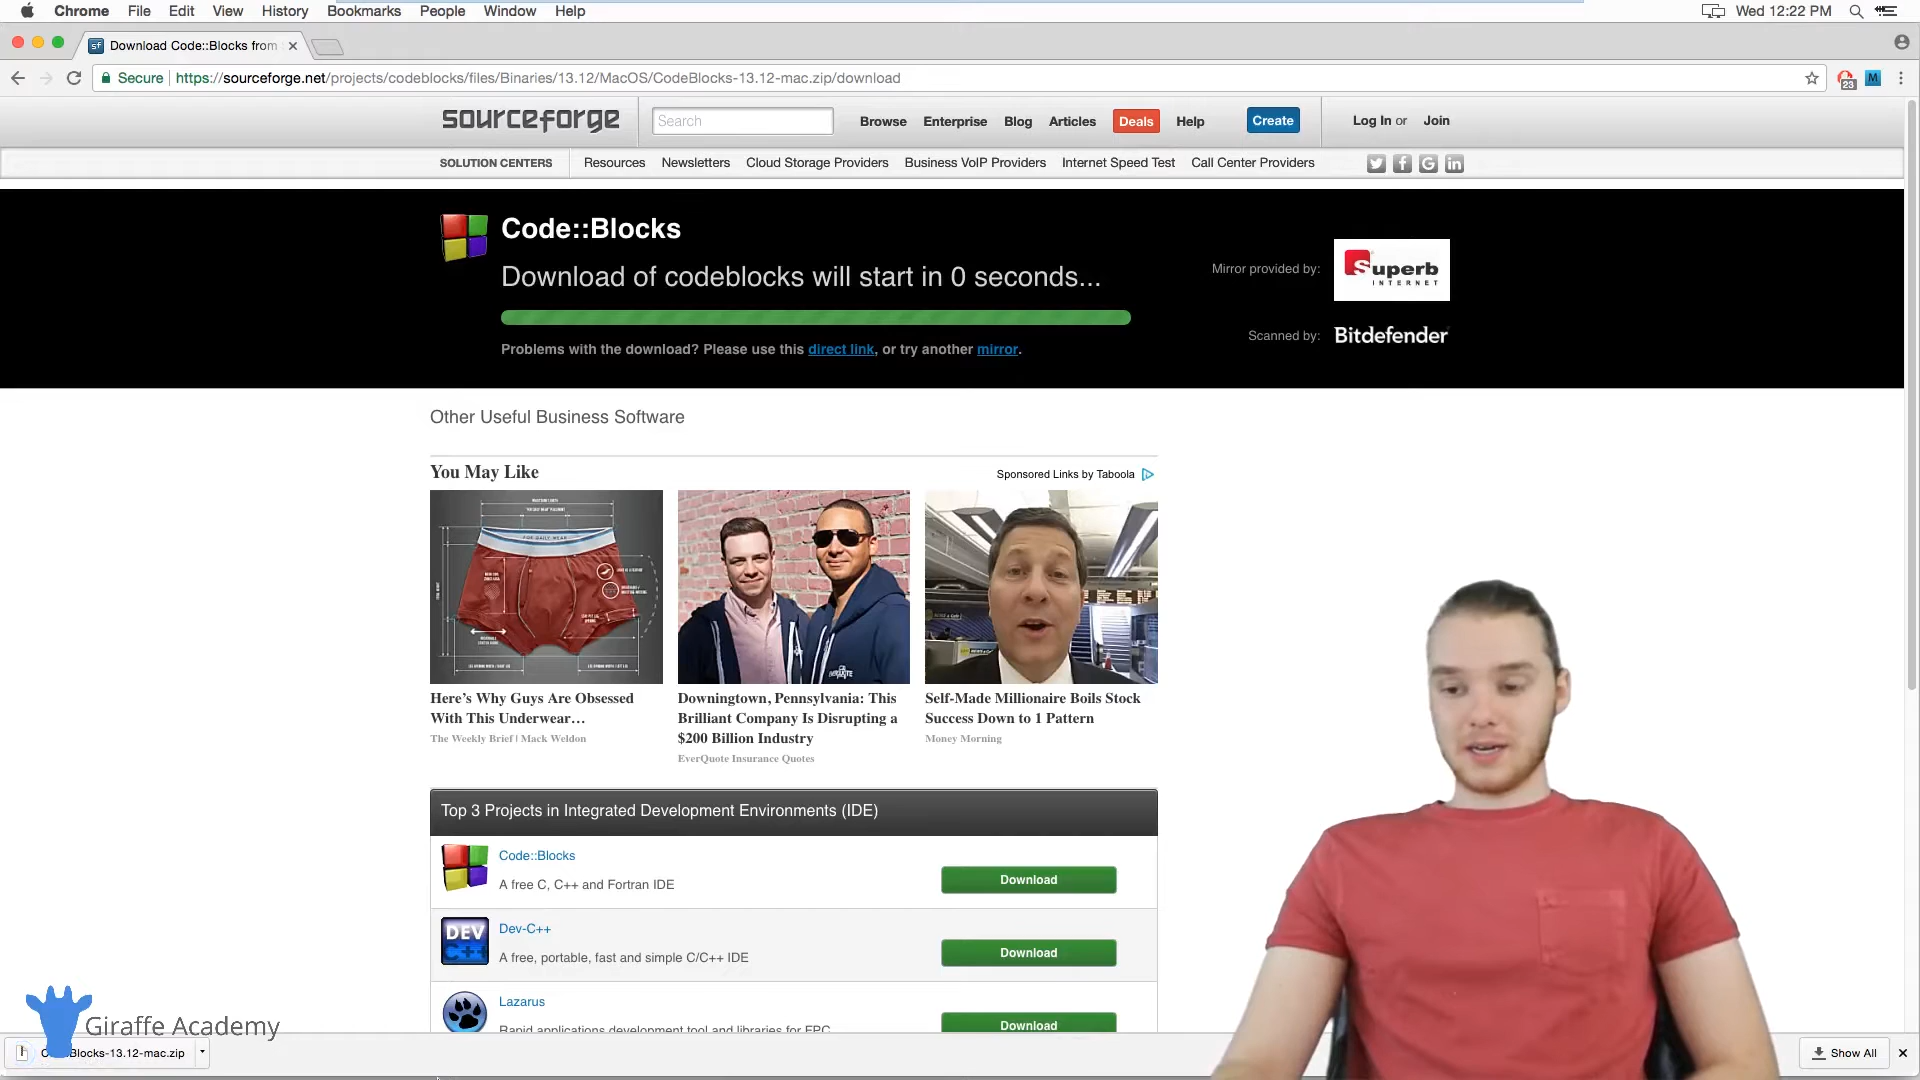 Chrome File Edit View History Bookmarks People Window Help Wed 12:22 PM
Download Code::Blocks from
Secure https://sourceforge.net/projects/codeblocks/files/Binaries/13.12/MacOS/CodeBlocks-13.12-mac.zip/download 23 M
sourceforge Search Browse Enterprise Blog Articles Deals Help Create Log In or Join
SOLUTION CENTERS Resources Newsletters Cloud Storage Providers Business VoIP Providers Internet Speed Test Call Center Providers
Code::Blocks
Download of codeblocks will start in 0 seconds...
Problems with the download? Please use this direct link, or try another mirror.
Mirror provided by: Superb INTERNET
Scanned by: Bitdefender
Other Useful Business Software
You May Like
Sponsored Links by Taboola
Here's Why Guys Are Obsessed
With This Underwear…
The Weekly Brief | Mack Weldon
Downingtown, Pennsylvania: This
Brilliant Company Is Disrupting a
$200 Billion Industry
EverQuote Insurance Quotes
Self-Made Millionaire Boils Stock
Success Down to 1 Pattern
Money Morning
Top 3 Projects in Integrated Development Environments (IDE)
Code::Blocks
A free C, C++ and Fortran IDE
Download
DEV C++
Dev-C++
A free, portable, fast and simple C/C++ IDE
Download
Lazarus
Rapid applications development tool and libraries for FPC
Download
Giraffe Academy
Blocks-13.12-mac.zip
Show All